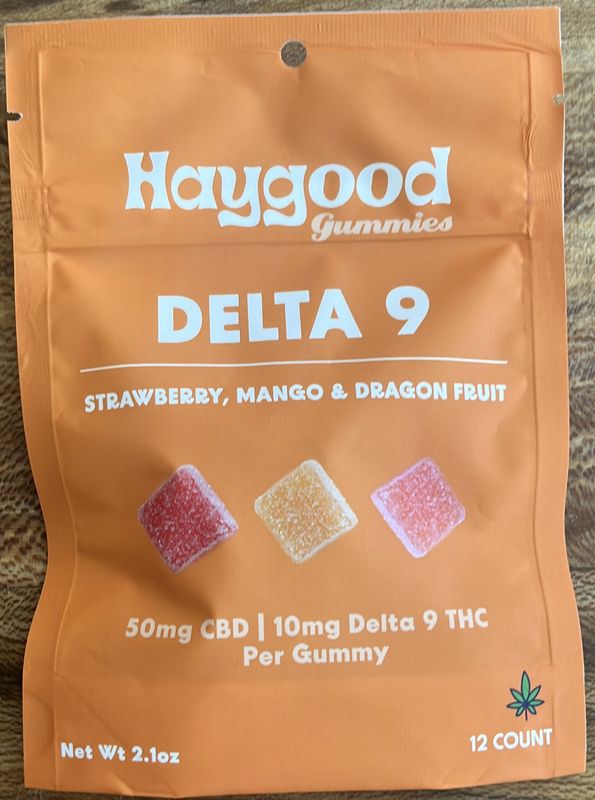 Haygood
Gummies
DELTA 9
STRAWBERRY, MANGO & DRAGON FRUIT
50mg CBD | 10mg Delta 9 THC
Per Gummy
Net Wt 2.1oz
12 COUNT